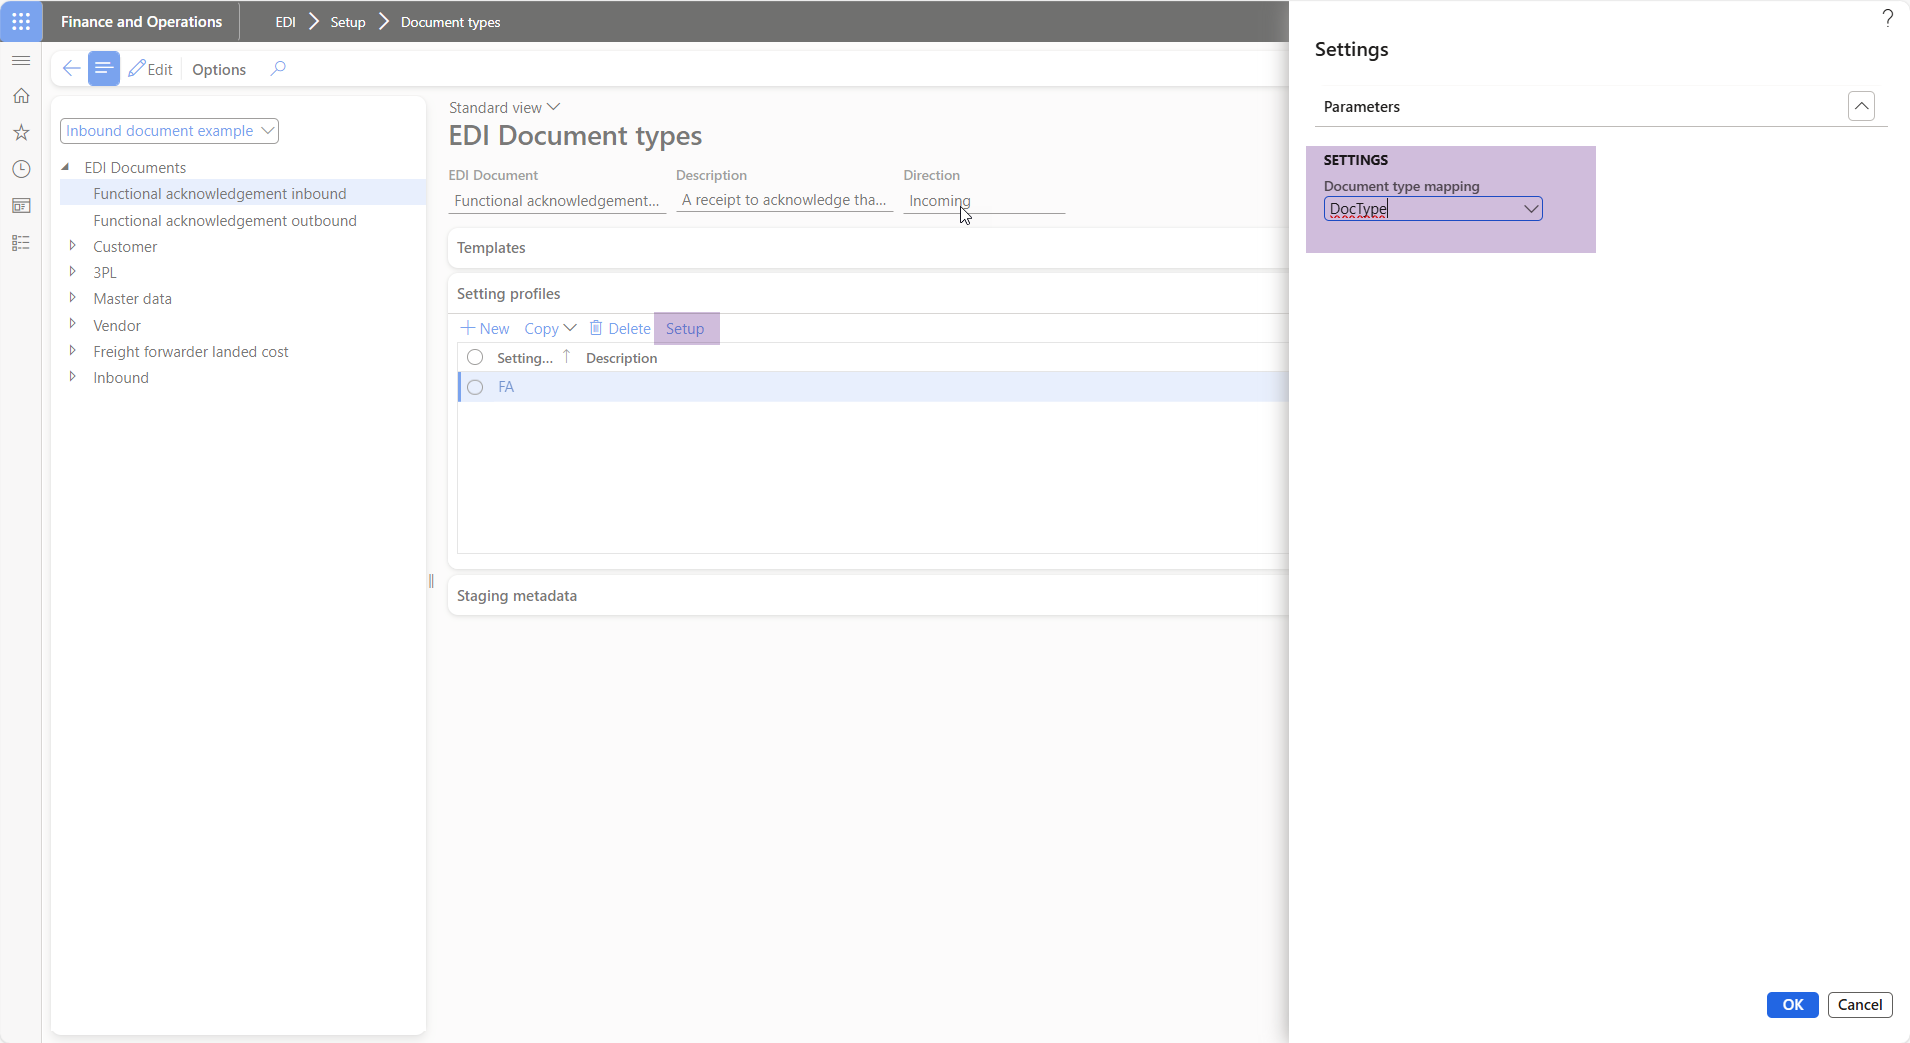 Finance and Operations
EDI
Setup
Document types
?
Edit
Options
Inbound document example
EDI Documents
Functional acknowledgement inbound
Functional acknowledgement outbound
Customer
3PL
Master data
Vendor
Freight forwarder landed cost
Inbound
Standard view
EDI Document types
EDI Document
Description
Direction
Functional acknowledgement...
A receipt to acknowledge tha...
Incoming
Templates
Setting profiles
New
Copy
Delete
Setup
Setting...
Description
FA
Staging metadata
Settings
Parameters
SETTINGS
Document type mapping
DocType
OK
Cancel